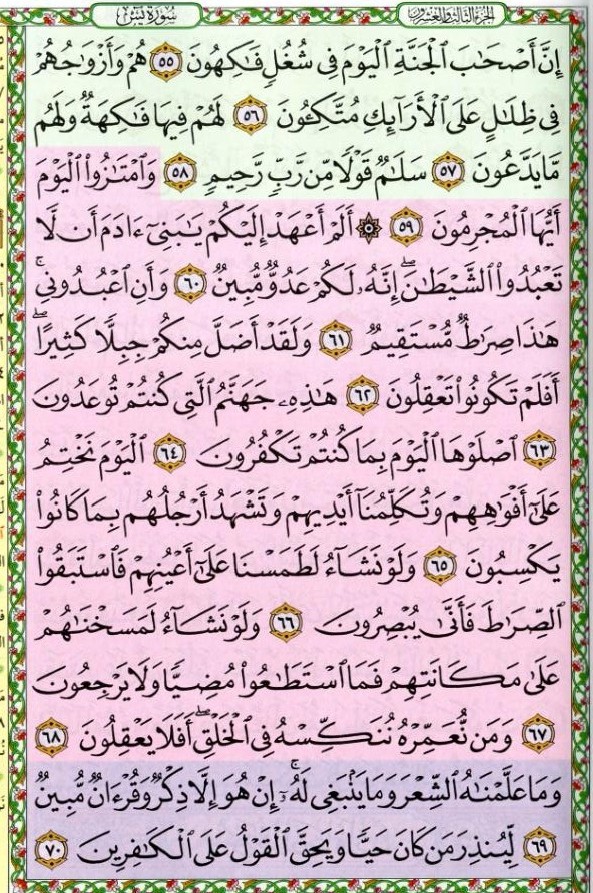 الجزء الثالث والعشرون
سورة يس
إِنَّ أَصْحَٰبَ ٱلْجَنَّةِ ٱلْيَوْمَ فِى شُغُلٍ فَٰكِهُونَ ٥٥ هُمْ وَأَزْوَٰجُهُمْ
فِى ظِلَٰلٍ عَلَى ٱلْأَرَآئِكِ مُتَّكِـُٔونَ ٥٦ لَهُمْ فِيهَا فَٰكِهَةٌ وَلَهُم
مَّا يَدَّعُونَ ٥٧ سَلَٰمٌ قَوْلًا مِّن رَّبٍّ رَّحِيمٍ ٥٨ وَٱمْتَٰزُوا۟ ٱلْيَوْمَ
أَيُّهَا ٱلْمُجْرِمُونَ ٥٩ ۞ أَلَمْ أَعْهَدْ إِلَيْكُمْ يَٰبَنِىٓ ءَادَمَ أَن لَّا
تَعْبُدُوا۟ ٱلشَّيْطَٰنَ ۖ إِنَّهُۥ لَكُمْ عَدُوٌّ مُّبِينٌ ٦٠ وَأَنِ ٱعْبُدُونِى ۚ
هَٰذَا صِرَٰطٌ مُّسْتَقِيمٌ ٦١ وَلَقَدْ أَضَلَّ مِنكُمْ جِبِلًّا كَثِيرًا ۖ
أَفَلَمْ تَكُونُوا۟ تَعْقِلُونَ ٦٢ هَٰذِهِۦ جَهَنَّمُ ٱلَّتِى كُنتُمْ تُوعَدُونَ
٦٣ ٱصْلَوْهَا ٱلْيَوْمَ بِمَا كُنتُمْ تَكْفُرُونَ ٦٤ ٱلْيَوْمَ نَخْتِمُ
عَلَىٰٓ أَفْوَٰهِهِمْ وَتُكَلِّمُنَآ أَيْدِيهِمْ وَتَشْهَدُ أَرْجُلُهُم بِمَا كَانُوا۟
يَكْسِبُونَ ٦٥ وَلَوْ نَشَآءُ لَطَمَسْنَا عَلَىٰٓ أَعْيُنِهِمْ فَٱسْتَبَقُوا۟
ٱلصِّرَٰطَ فَأَنَّىٰ يُبْصِرُونَ ٦٦ وَلَوْ نَشَآءُ لَمَسَخْنَٰهُمْ
عَلَىٰ مَكَانَتِهِمْ فَمَا ٱسْتَطَٰعُوا۟ مُضِيًّا وَلَا يَرْجِعُونَ
٦٧ وَمَن نُّعَمِّرْهُ نُنَكِّسْهُ فِى ٱلْخَلْقِ ۖ أَفَلَا يَعْقِلُونَ ٦٨
وَمَا عَلَّمْنَٰهُ ٱلشِّعْرَ وَمَا يَنۢبَغِى لَهُۥٓ ۚ إِنْ هُوَ إِلَّا ذِكْرٌ وَقُرْءَانٌ مُّبِينٌ
٦٩ لِّيُنذِرَ مَن كَانَ حَيًّا وَيَحِقَّ ٱلْقَوْلُ عَلَى ٱلْكَٰفِرِينَ ٧٠